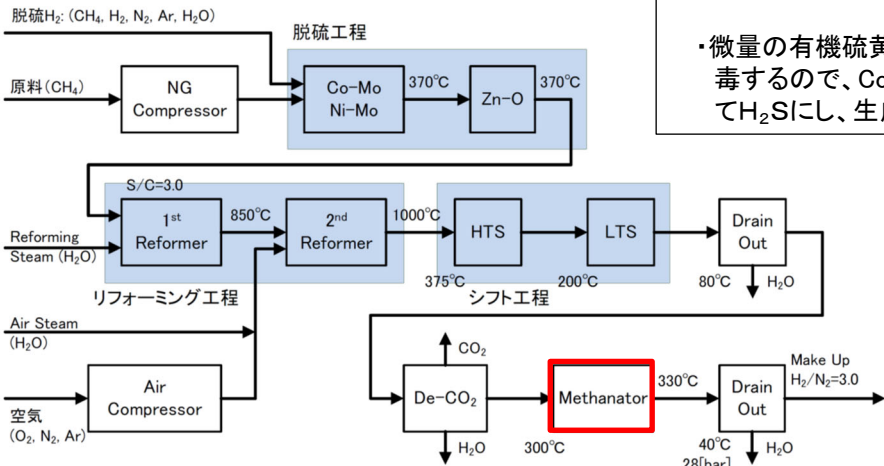 脱硫H₂: (CH₄, H₂, N₂, Ar, H₂O)
脱硫工程
・微量の有機硫黄
毒するので、Co
てH₂Sにし、生
原料(CH₄)
NG
Compressor
Co-Mo
Ni-Mo
370℃
Zn-O
370℃
S/C=3.0
1st
Reformer
850℃
2nd
Reformer
1000℃
HTS
LTS
Drain
Out
Reforming
Steam (H₂O)
リフォーミング工程
375℃
シフト工程
200℃
80℃
H₂O
Air Steam
(H₂O)
空気
(O₂, N₂, Ar)
Air
Compressor
CO₂
De-CO₂
H₂O
Methanator
300℃
330℃
Drain
Out
Make Up
H₂/N₂=3.0
40℃
28[bar]
H₂O